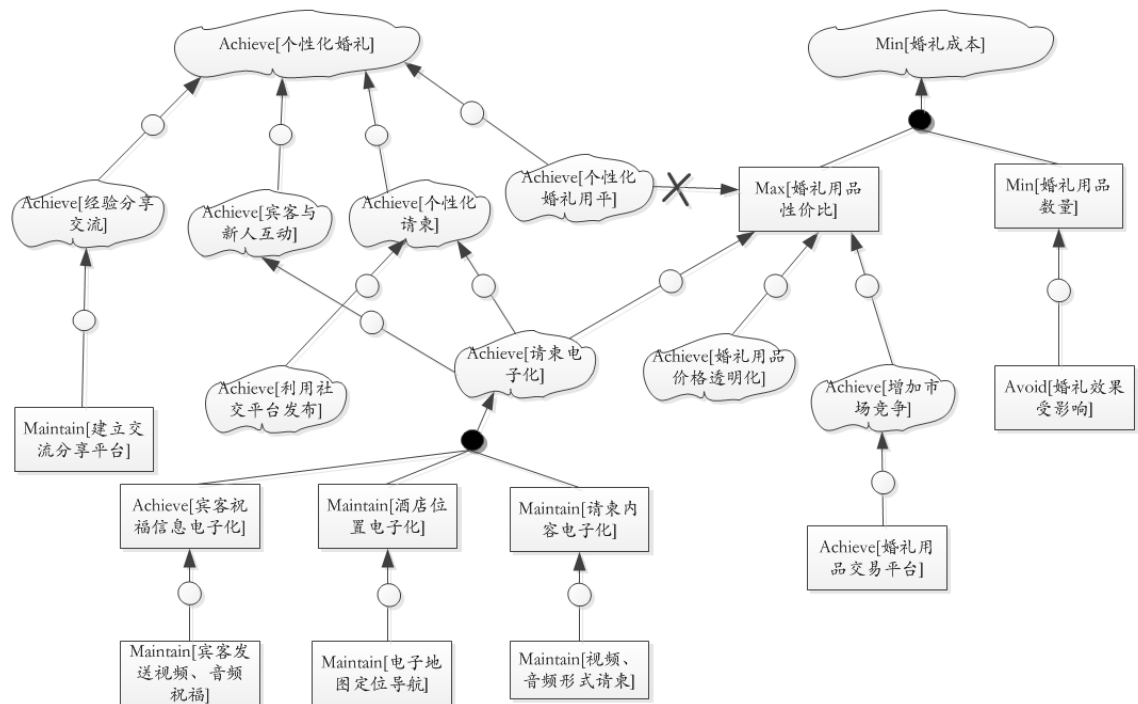 Achieve[个性化婚礼]
Min[婚礼成本]
Achieve[经验分享
交流]
Achieve[宾客与
新人互动]
Achieve[个性化
请柬]
Achieve[个性化
婚礼用平]
Max[婚礼用品
性价比]
Min[婚礼用品
数量]
Achieve[利用社
交平台发布]
Achieve[请柬电
子化]
Achieve[婚礼用品
价格透明化]
Achieve[增加市
场竞争]
Avoid[婚礼效果
受影响]
Maintain[建立交
流分享平台]
Achieve[宾客祝
福信息电子化]
Maintain[酒店位
置电子化]
Maintain[请柬内
容电子化]
Achieve[婚礼用
品交易平台]
Maintain[宾客发
送视频、音频
祝福]
Maintain[电子地
图定位导航]
Maintain[视频、
音频形式请柬]